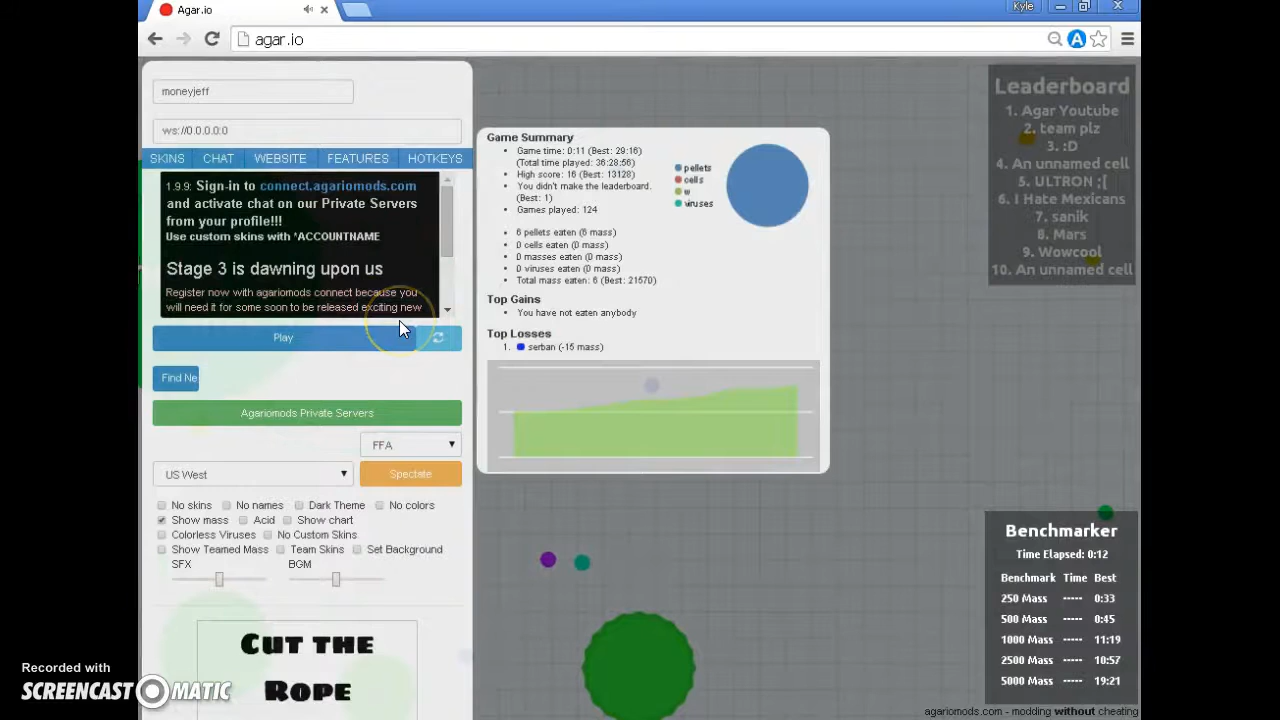 Agar.io
Kyle
agar.io
moneyjeff
ws://0.0.0.0:0
SKINS CHAT WEBSITE FEATURES HOTKEYS
1.9.9: Sign-in to connect.agariomods.com
and activate chat on our Private Servers
from your profile!!!
Use custom skins with *ACCOUNTNAME
Stage 3 is dawning upon us
Register now with agariomods connect because you
will need it for some soon to be released exciting new
Play
Find Ne
Agariomods Private Servers
FFA
US West
Spectate
No skins No names Dark Theme No colors
Show mass Acid Show chart
Colorless Viruses No Custom Skins
Show Teamed Mass Team Skins Set Background
SFX BGM
CUT THE
ROPE
Game Summary
Game time: 0:11 (Best: 29:16)
(Total time played: 36:28:56)
High score: 16 (Best: 13128)
You didn't make the leaderboard.
(Best: 1)
Games played: 124
6 pellets eaten (6 mass)
0 cells eaten (0 mass)
0 masses eaten (0 mass)
0 viruses eaten (0 mass)
Total mass eaten: 6 (Best: 21570)
pellets
cells
w
viruses
Top Gains
You have not eaten anybody
Top Losses
1. serban (-15 mass)
Leaderboard
1. Agar Youtube
2. team plz
3. :D
4. An unnamed cell
5. ULTRON ;[
6. I Hate Mexicans
7. sanik
8. Mars
9. Wowcool
10. An unnamed cell
Benchmarker
Time Elapsed: 0:12
Benchmark Time Best
250 Mass ----- 0:33
500 Mass ----- 0:45
1000 Mass ----- 11:19
2500 Mass ----- 10:57
5000 Mass ----- 19:21
agariomods.com - modding without cheating
Recorded with
SCREENCAST MATIC